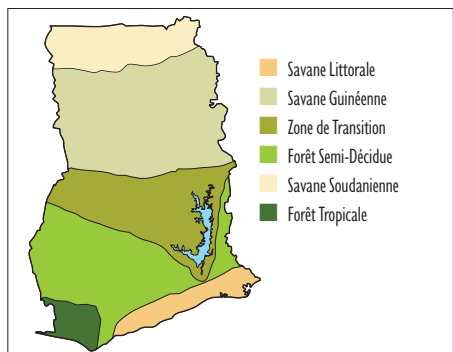 Savane Littorale
Savane Guinéenne
Zone de Transition
Forêt Semi-Décidue
Savane Soudanienne
Forêt Tropicale